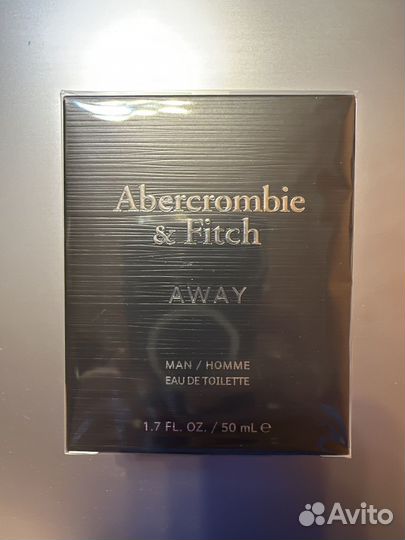 Abercrombie
& Fitch
AWAY
MAN / HOMME
EAU DE TOILETTE
1.7 FL. OZ. / 50 mL e
Avito